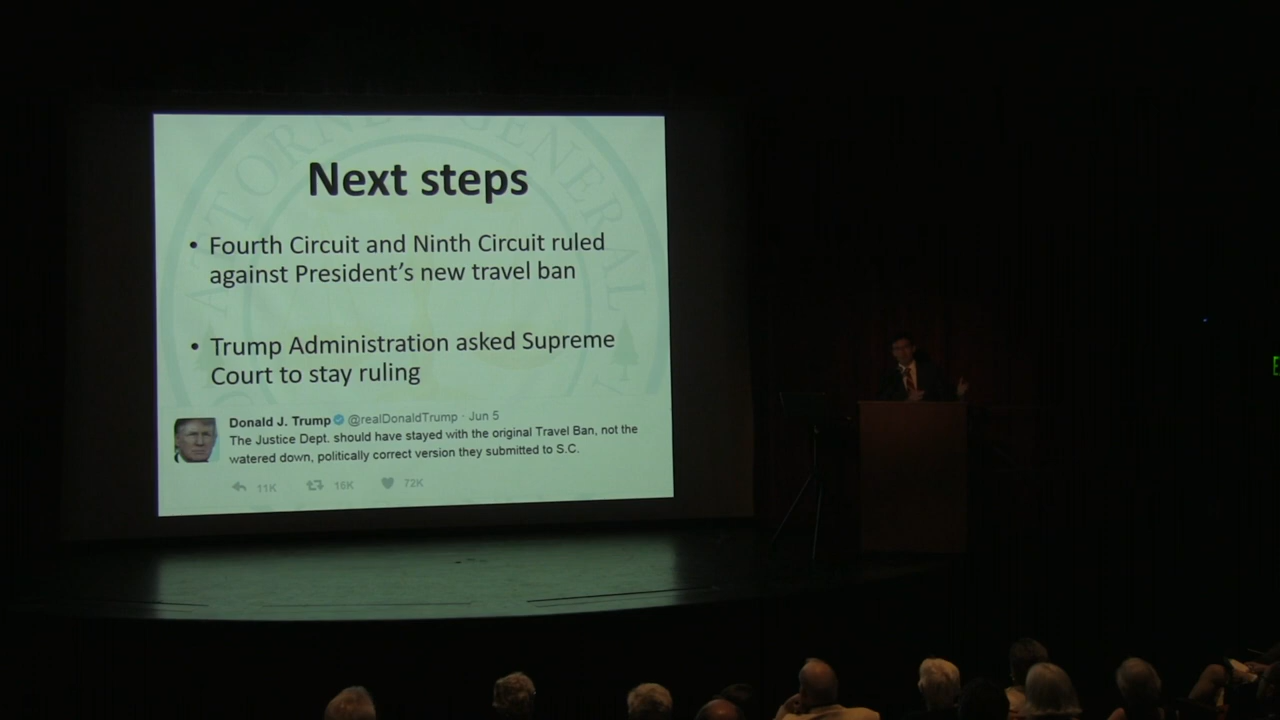 ATTORNEY GENERAL
Next steps
• Fourth Circuit and Ninth Circuit ruled
against President's new travel ban
• Trump Administration asked Supreme
Court to stay ruling
Donald J. Trump @realDonaldTrump · Jun 5
The Justice Dept. should have stayed with the original Travel Ban, not the
watered down, politically correct version they submitted to S.C.
11K 16K 72K